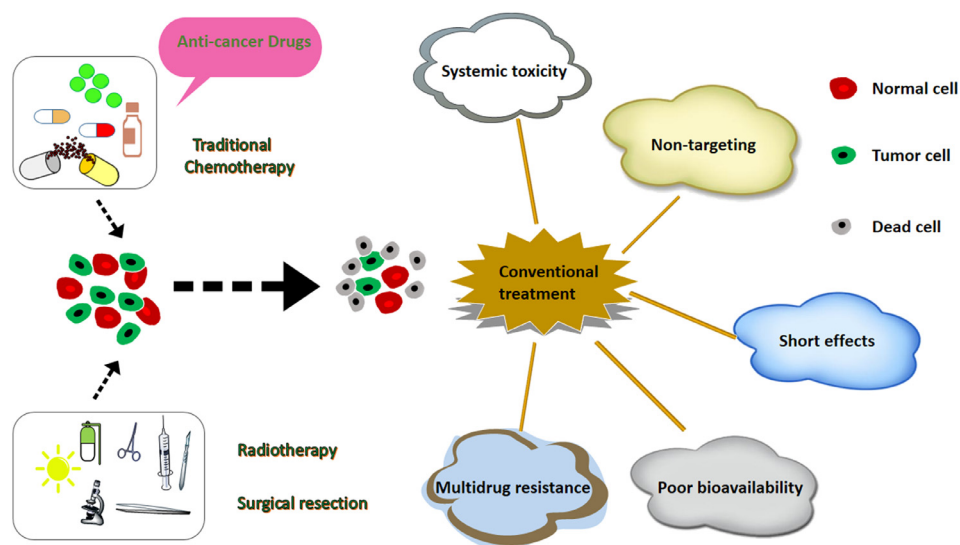 Anti-cancer Drugs
Traditional
Chemotherapy
Radiotherapy
Surgical resection
Systemic toxicity
Non-targeting
Conventional
treatment
Short effects
Multidrug resistance
Poor bioavailability
Normal cell
Tumor cell
Dead cell